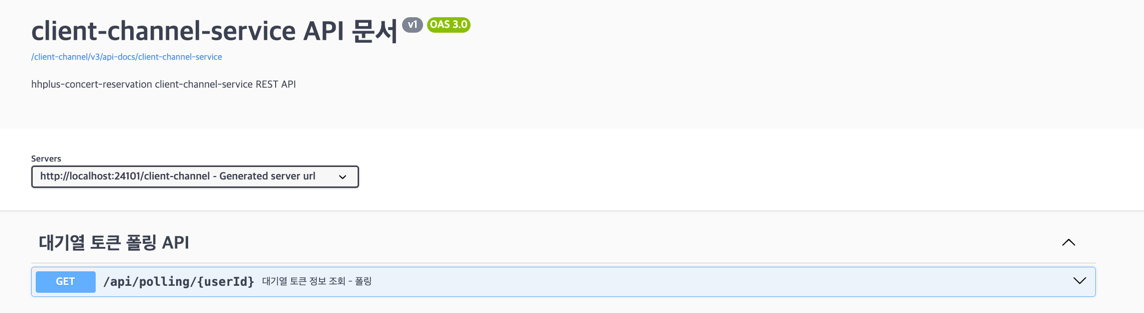 client-channel-service API 문서 v1 OAS 3.0
/client-channel/v3/api-docs/client-channel-service
hhplus-concert-reservation client-channel-service REST API
Servers
http://localhost:24101/client-channel - Generated server url
대기열 토큰 폴링 API
GET /api/polling/{userId} 대기열 토큰 정보 조회 - 폴링